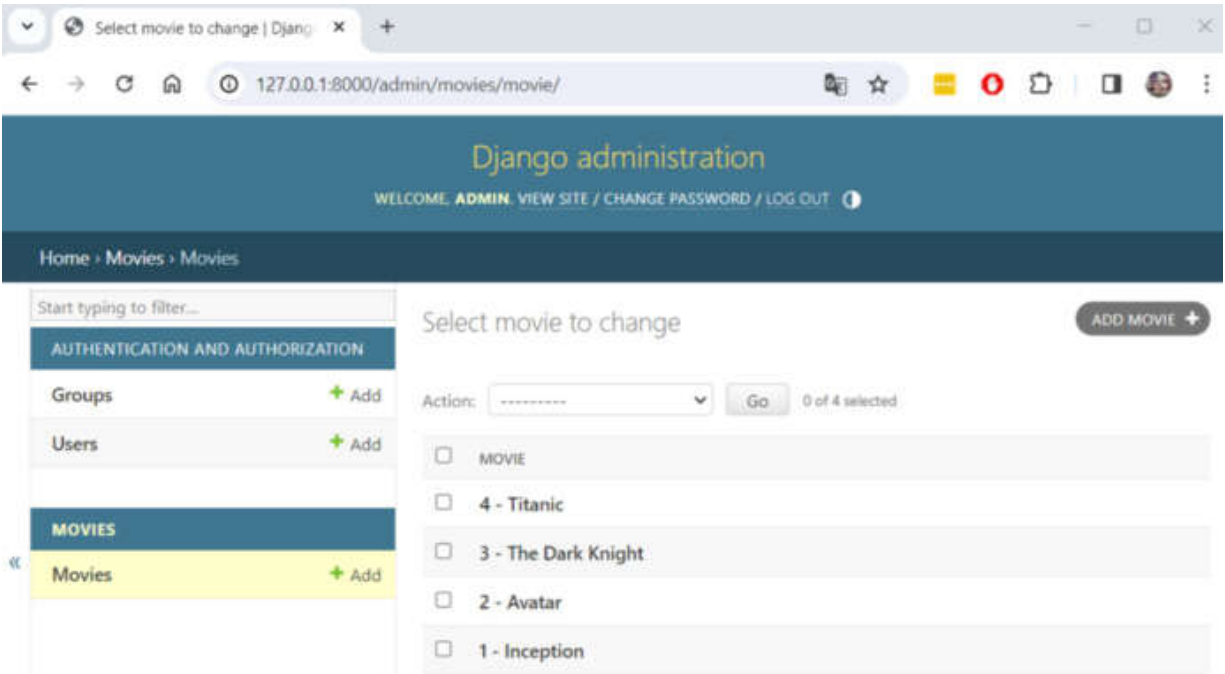 Select movie to change | Djang
127.0.0.1:8000/admin/movies/movie/
Django administration
WELCOME, ADMIN. VIEW SITE / CHANGE PASSWORD / LOG OUT
Home › Movies › Movies
Start typing to filter...
AUTHENTICATION AND AUTHORIZATION
Groups + Add
Users + Add
MOVIES
Movies + Add
«
Select movie to change
ADD MOVIE +
Action: --------- Go 0 of 4 selected
MOVIE
4 - Titanic
3 - The Dark Knight
2 - Avatar
1 - Inception